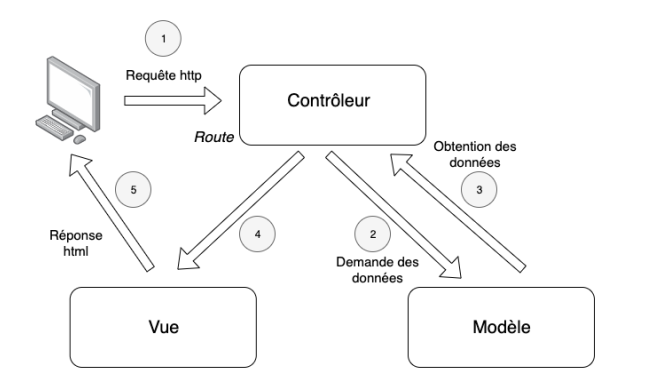 1
Requête http
Contrôleur
Route
Obtention des
données
3
5
4
2
Réponse
html
Demande des
données
Vue
Modèle